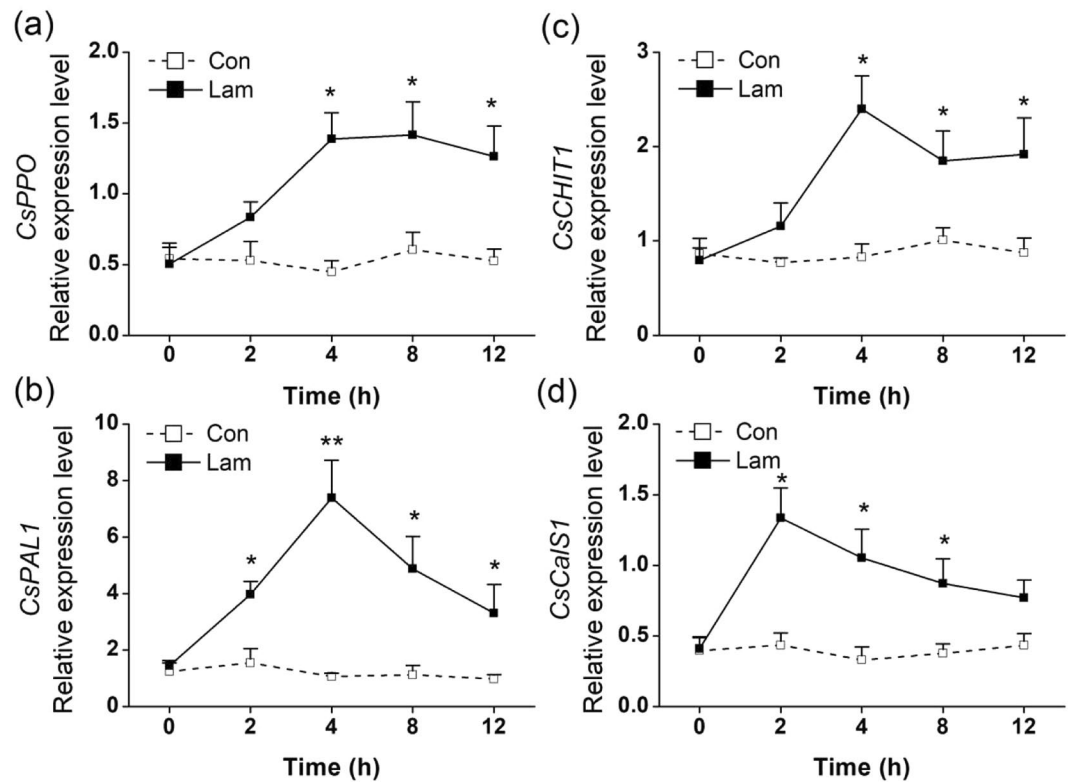 (a)
Con
Lam
2.0
1.5
1.0
0.5
0.0
* * *
0 2 4 8 12
Time (h)
CsPPO
Relative expression level
(c)
Con
Lam
3
2
1
0
* * *
0 2 4 8 12
Time (h)
CsCHIT1
Relative expression level
(b)
Con
Lam
10
8
6
4
2
0
* ** * *
0 2 4 8 12
Time (h)
CsPAL1
Relative expression level
(d)
Con
Lam
2.0
1.5
1.0
0.5
0.0
* * *
0 2 4 8 12
Time (h)
CsCalS1
Relative expression level